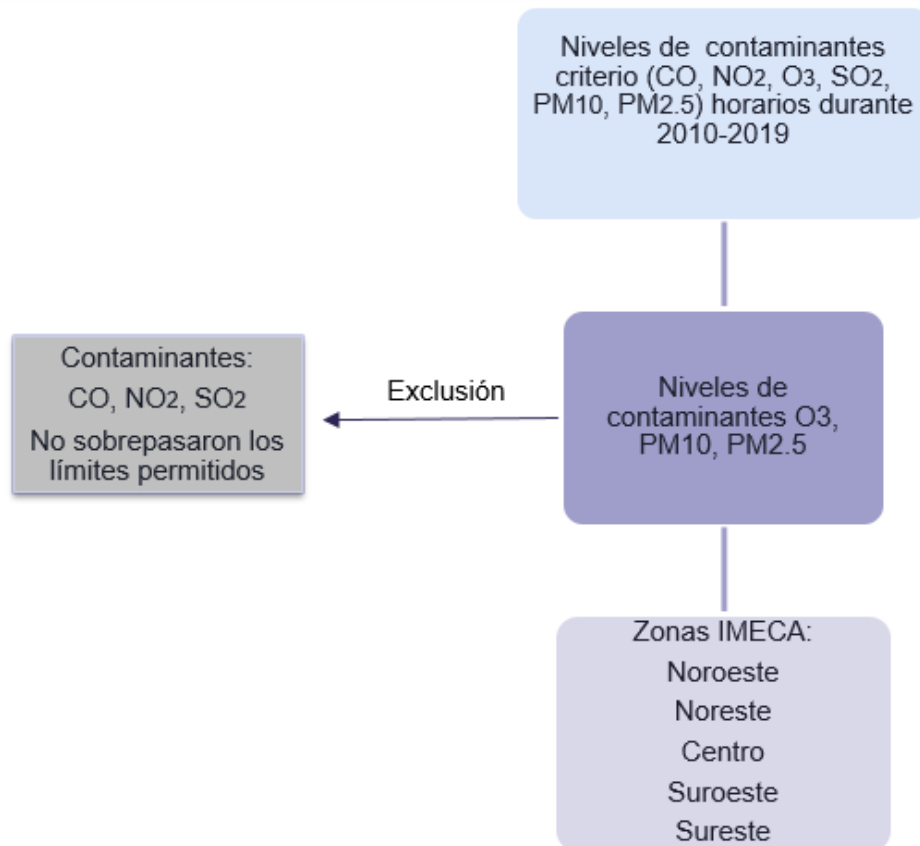 Niveles de contaminantes
criterio (CO, NO2, O3, SO2,
PM10, PM2.5) horarios durante
2010-2019
Contaminantes:
CO, NO2, SO2
No sobrepasaron los
límites permitidos
Exclusión
Niveles de
contaminantes O3,
PM10, PM2.5
Zonas IMECA:
Noroeste
Noreste
Centro
Suroeste
Sureste